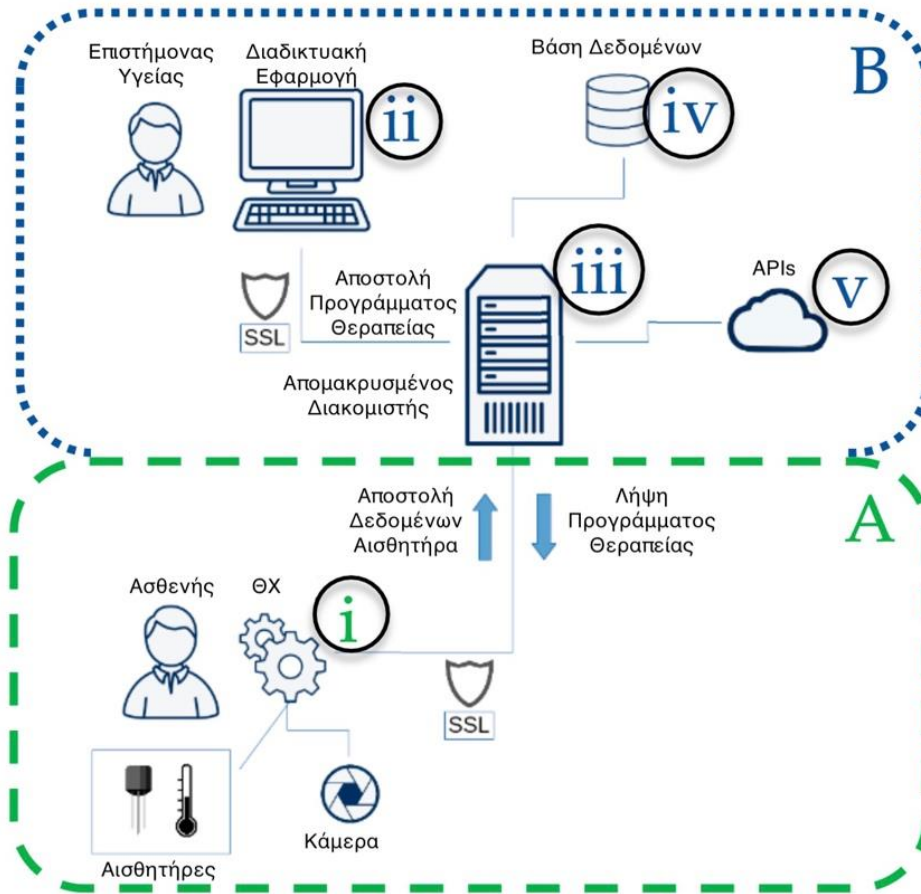 Επιστήμονας
Υγείας
Διαδικτυακή
Εφαρμογή
ii
Βάση Δεδομένων
iv
B
iii
APIs
v
SSL
Αποστολή
Προγράμματος
Θεραπείας
Απομακρυσμένος
Διακομιστής
Αποστολή
Δεδομένων
Αισθητήρα
Λήψη
Προγράμματος
Θεραπείας
A
Ασθενής
ΘΧ
i
SSL
Αισθητήρες
Κάμερα